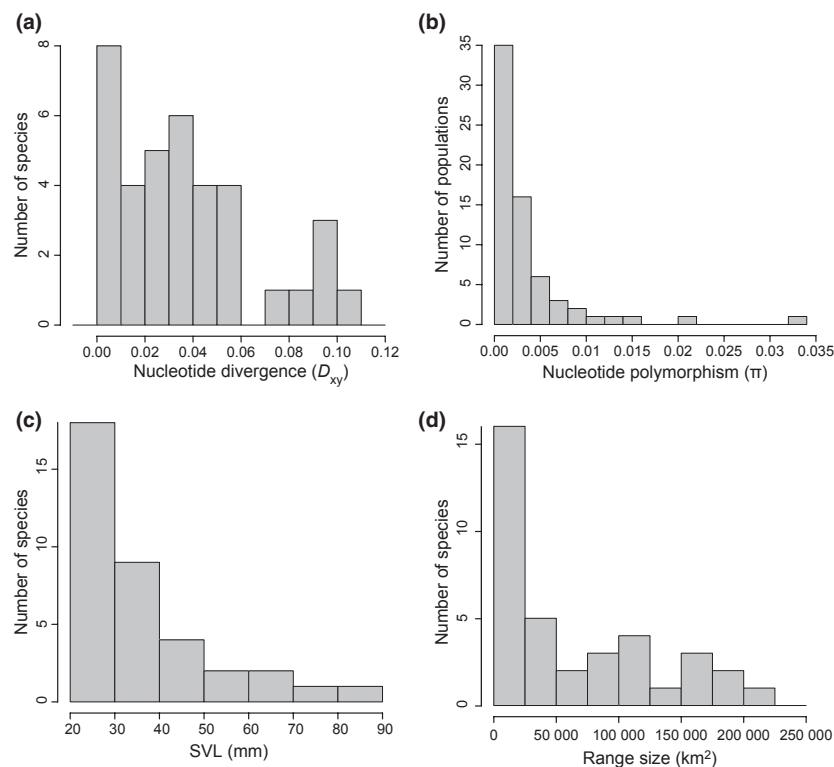 (a)
Number of species
8
6
4
2
0
0.00 0.02 0.04 0.06 0.08 0.10 0.12
Nucleotide divergence (Dxy)
(b)
Number of populations
35
30
25
20
15
10
5
0
0.00 0.005 0.01 0.015 0.02 0.025 0.03 0.035
Nucleotide polymorphism (π)
(c)
Number of species
15
10
5
0
20 30 40 50 60 70 80 90
SVL (mm)
(d)
Number of species
15
10
5
0
0 50 000 100 000 150 000 200 000 250 000
Range size (km²)